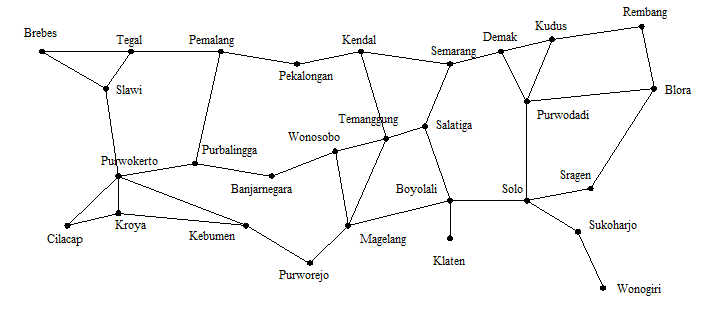 Rembang
Kudus
Brebes
Tegal
Pemalang
Kendal
Demak
Semarang
Pekalongan
Slawi
Blora
Temanggung
Purwodadi
Salatiga
Wonosobo
Purbalingga
Purwokerto
Sragen
Banjarnegara
Boyolali
Solo
Kroya
Sukoharjo
Cilacap
Kebumen
Magelang
Klaten
Purworejo
Wonogiri